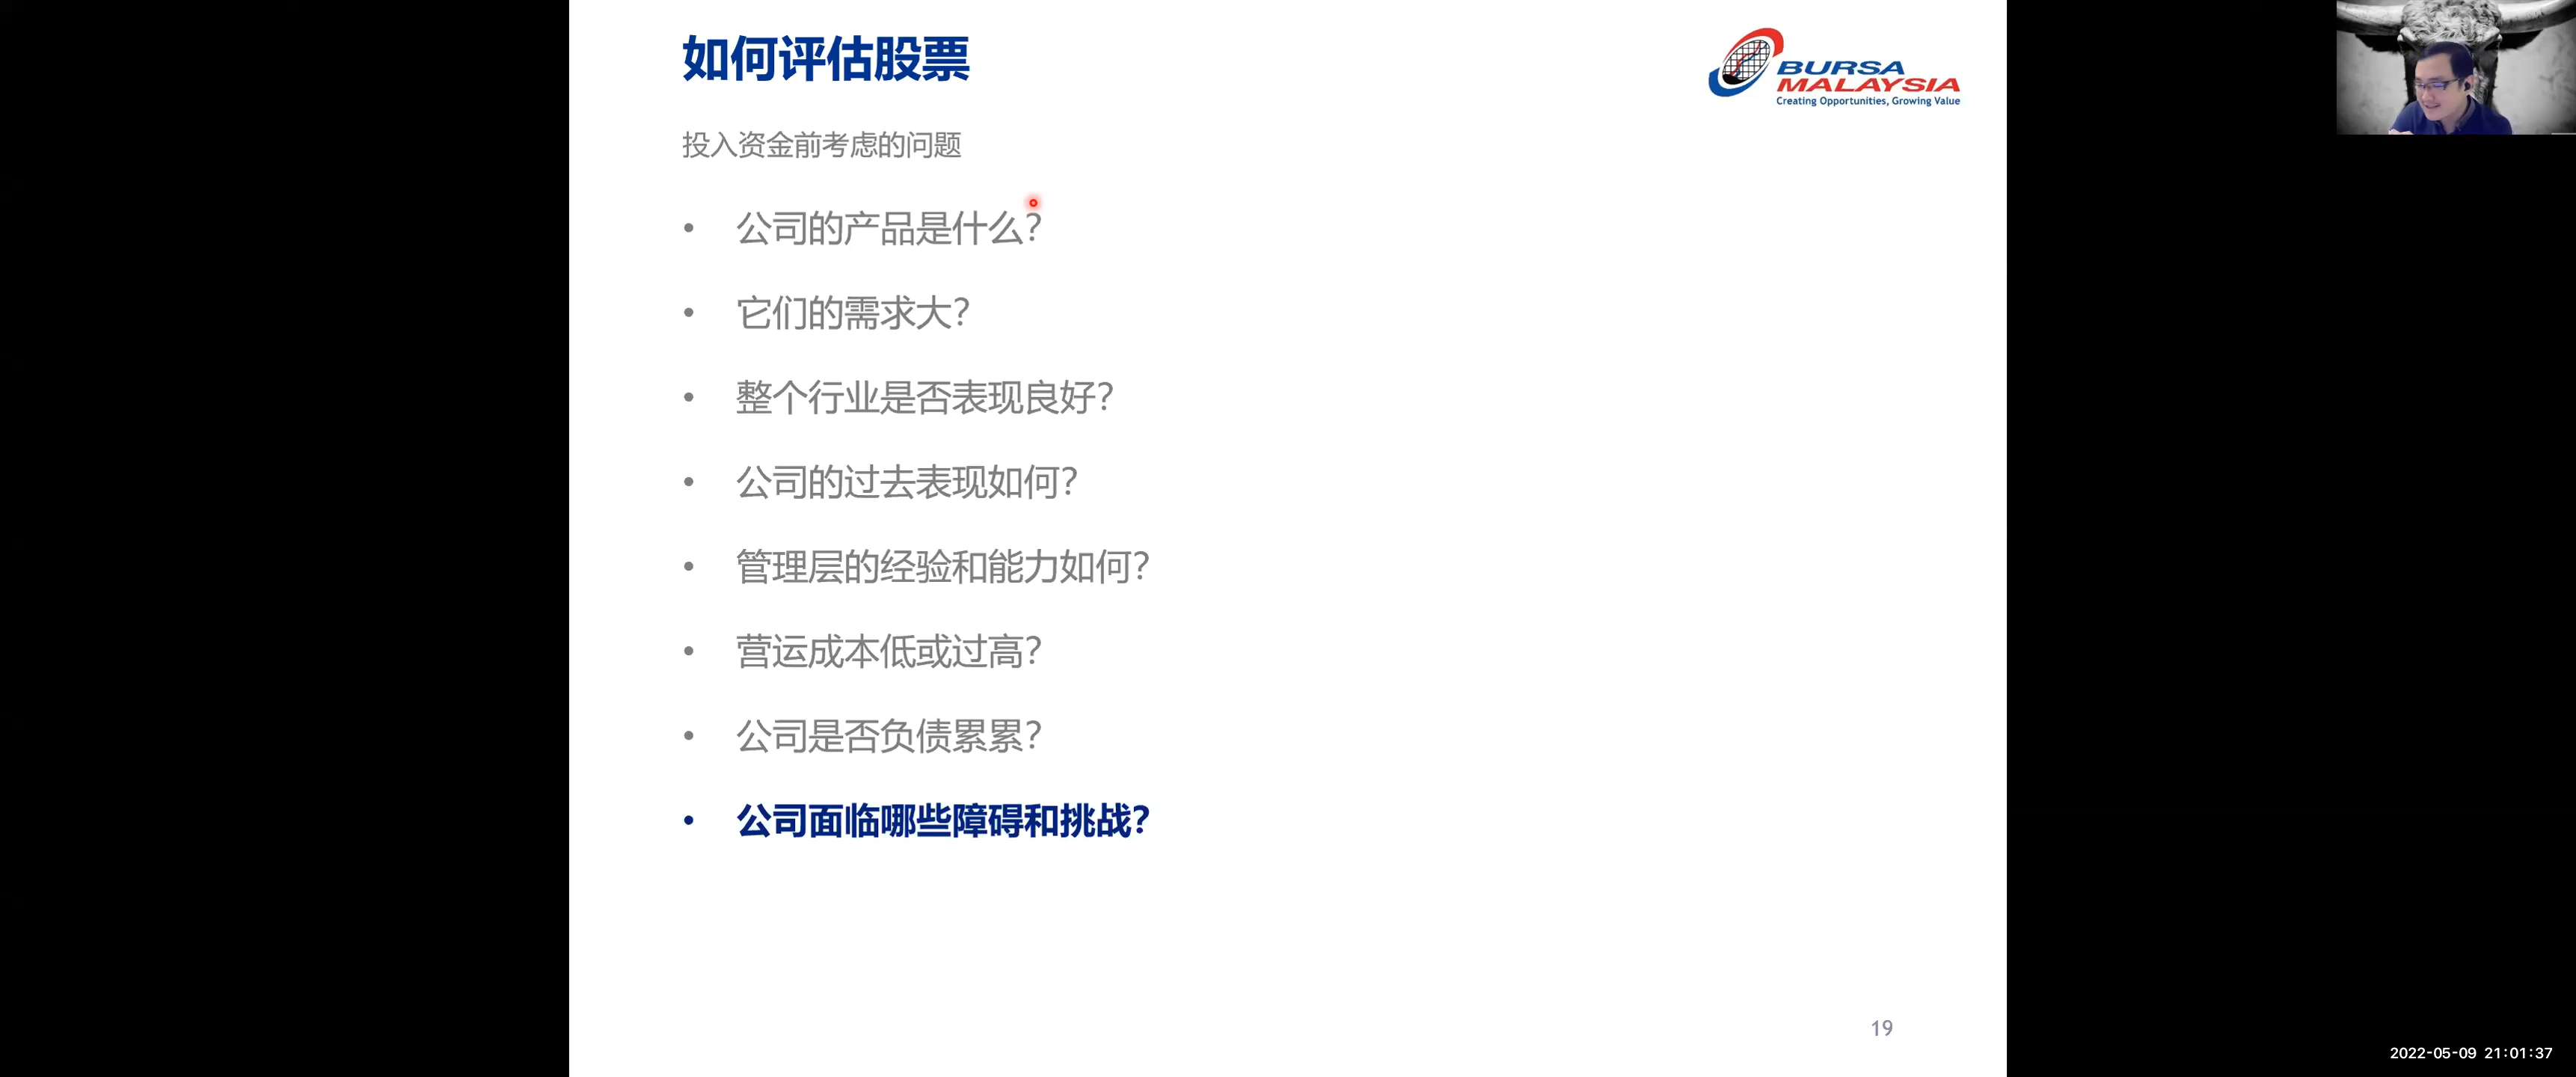 如何评估股票
BURSA
MALAYSIA
Creating Opportunities, Growing Value
投入资金前考虑的问题
• 公司的产品是什么?
• 它们的需求大?
• 整个行业是否表现良好?
• 公司的过去表现如何?
• 管理层的经验和能力如何?
• 营运成本低或过高?
• 公司是否负债累累?
• 公司面临哪些障碍和挑战?
19
2022-05-09 21:01:37